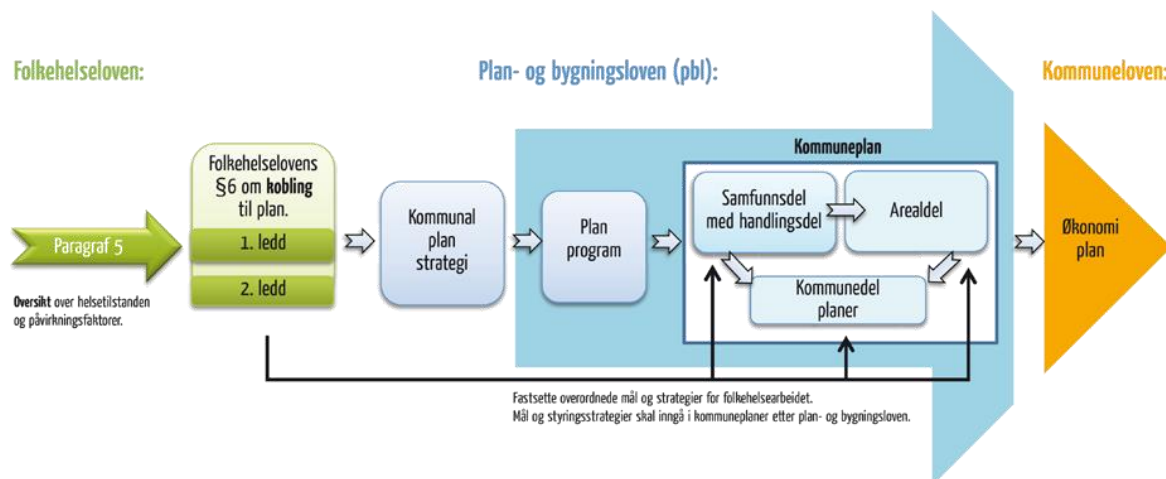 Folkehelseloven:
Plan- og bygningsloven (pbl):
Kommuneloven:
Paragraf 5
Oversikt over helsetilstanden
og påvirkningsfaktorer.
Folkehelselovens
§6 om kobling
til plan.
1. ledd
2. ledd
Kommunal
plan
strategi
Plan
program
Kommuneplan
Samfunnsdel
med handlingsdel
Arealdel
Kommunedel
planer
Økonomi
plan
Fastsette overordnede mål og strategier for folkehelsearbeidet.
Mål og styringsstrategier skal inngå i kommuneplaner etter plan- og bygningsloven.